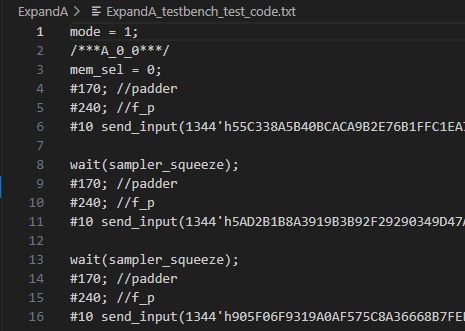 ExpandA > ExpandA_testbench_test_code.txt
1 mode = 1;
2 /***A_0_0***/
3 mem_sel = 0;
4 #170; //padder
5 #240; //f_p
6 #10 send_input(1344'h55C338A5B40BCACA9B2E76B1FFC1EA
7
8 wait(sampler_squeeze);
9 #170; //padder
10 #240; //f_p
11 #10 send_input(1344'h5AD2B1B8A3919B3B92F29290349D47
12
13 wait(sampler_squeeze);
14 #170; //padder
15 #240; //f_p
16 #10 send_input(1344'h905F06F9319A0AF575C8A36668B7FE